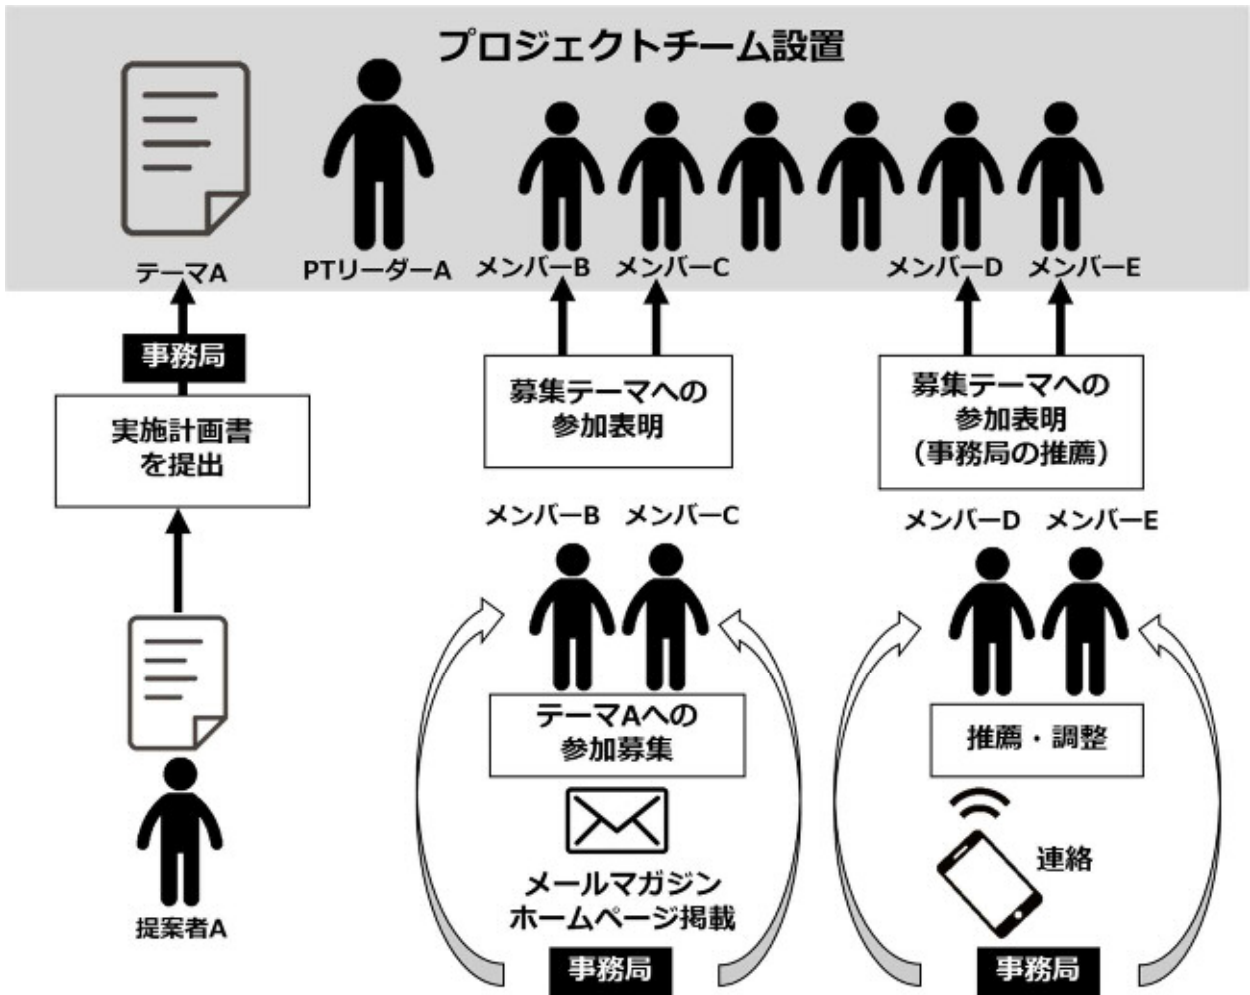 プロジェクトチーム設置
テーマA
PTリーダーA
メンバーB
メンバーC
メンバーD
メンバーE
事務局
実施計画書
を提出
提案者A
募集テーマへの
参加表明
メンバーB
メンバーC
テーマAへの
参加募集
メールマガジン
ホームページ掲載
事務局
募集テーマへの
参加表明
（事務局の推薦）
メンバーD
メンバーE
推薦・調整
連絡
事務局